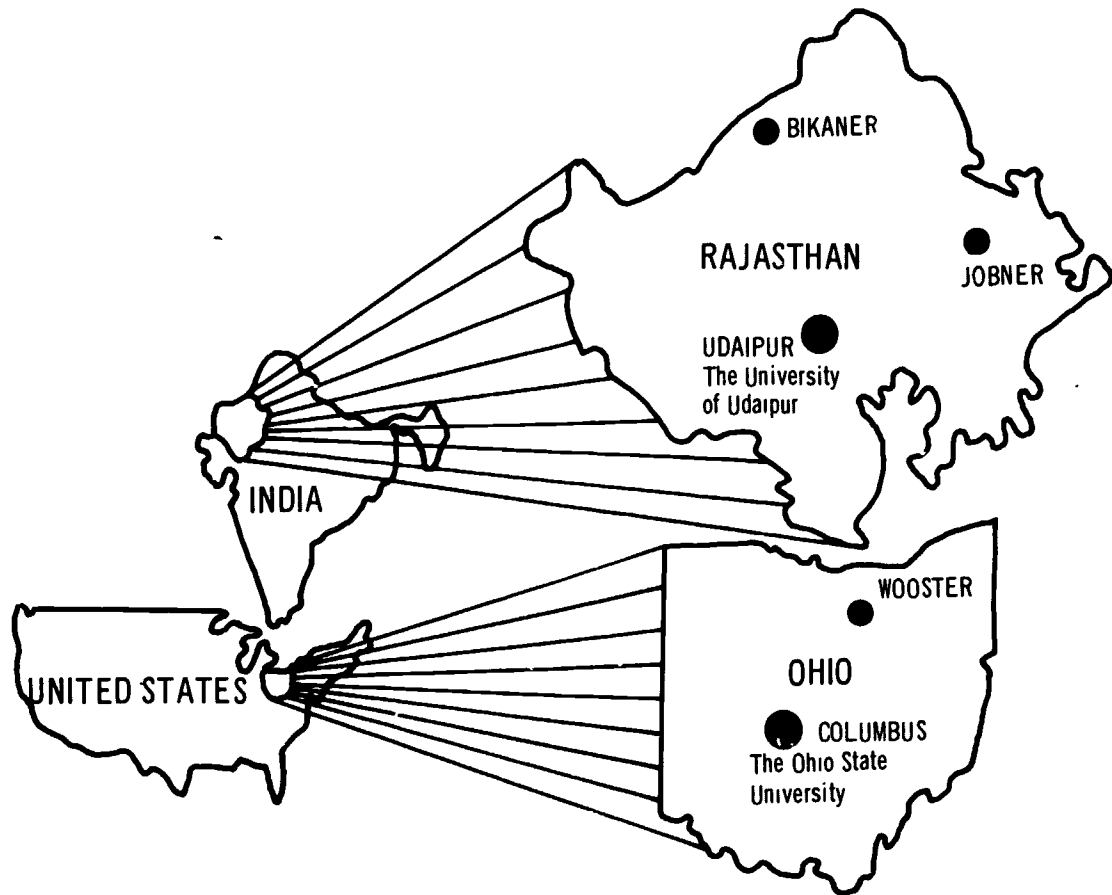 BIKANER
RAJASTHAN
JOBNER
UDAIPUR
The University
of Udaipur
INDIA
WOOSTER
UNITED STATES
OHIO
COLUMBUS
The Ohio State
University